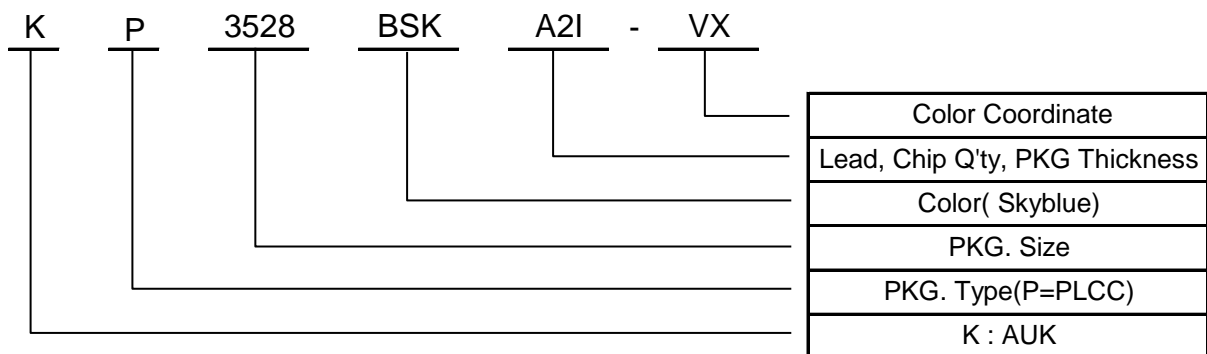 K P 3528 BSK A2I - VX
Color Coordinate
Lead, Chip Q'ty, PKG Thickness
Color( Skyblue)
PKG. Size
PKG. Type(P=PLCC)
K : AUK